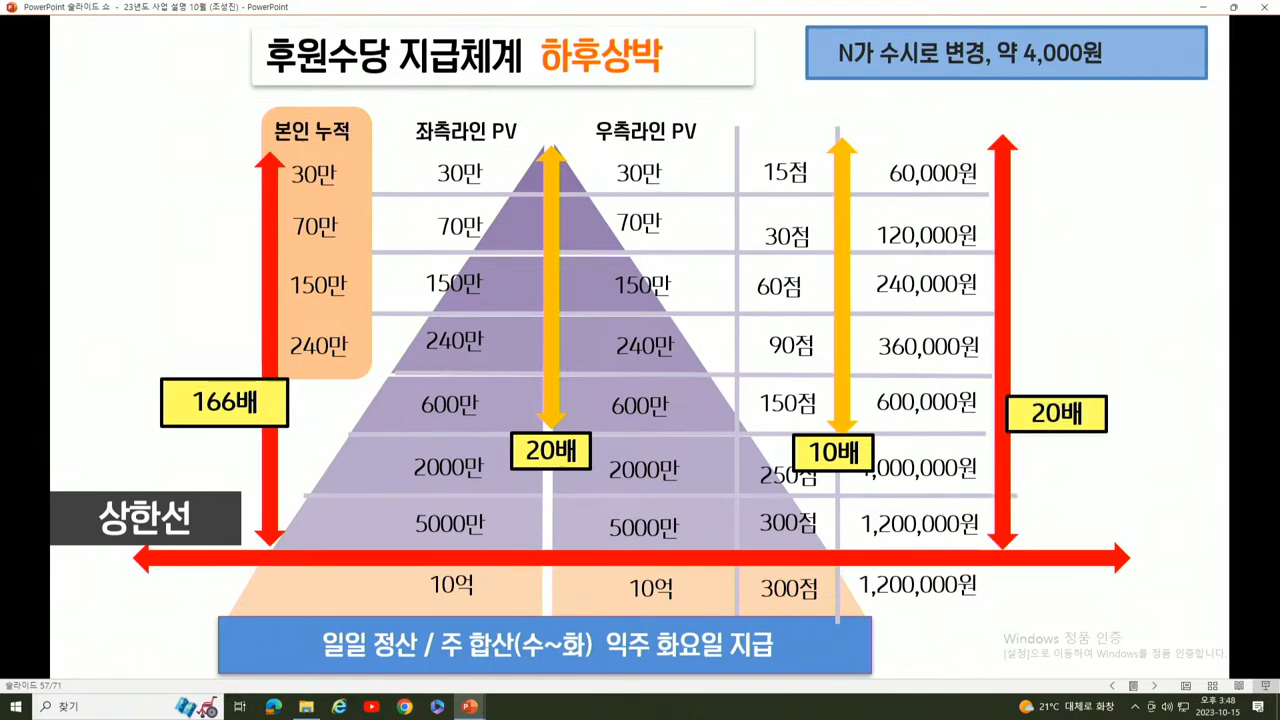 PowerPoint 슬라이드 쇼 - 23년도 사업 설명 10월 (조성진) - PowerPoint
후원수당 지급체계 하후상박
N가 수시로 변경, 약 4,000원
본인 누적 좌측라인 PV 우측라인 PV
30만 30만 30만 15점 60,000원
70만 70만 70만 30점 120,000원
150만 150만 150만 60점 240,000원
240만 240만 240만 90점 360,000원
166배 600만 600만 150점 600,000원 20배
20배 10배
2000만 2000만 250점 ,000,000원
상한선 5000만 5000만 300점 1,200,000원
10억 10억 300점 1,200,000원
일일 정산 / 주 합산(수~화) 익주 화요일 지급
Windows 정품 인증
[설정]으로 이동하여 Windows를 정품 인증합니다.
슬라이드 57/71
찾기
21°C 대체로 화창
오후 3:48
2023-10-15